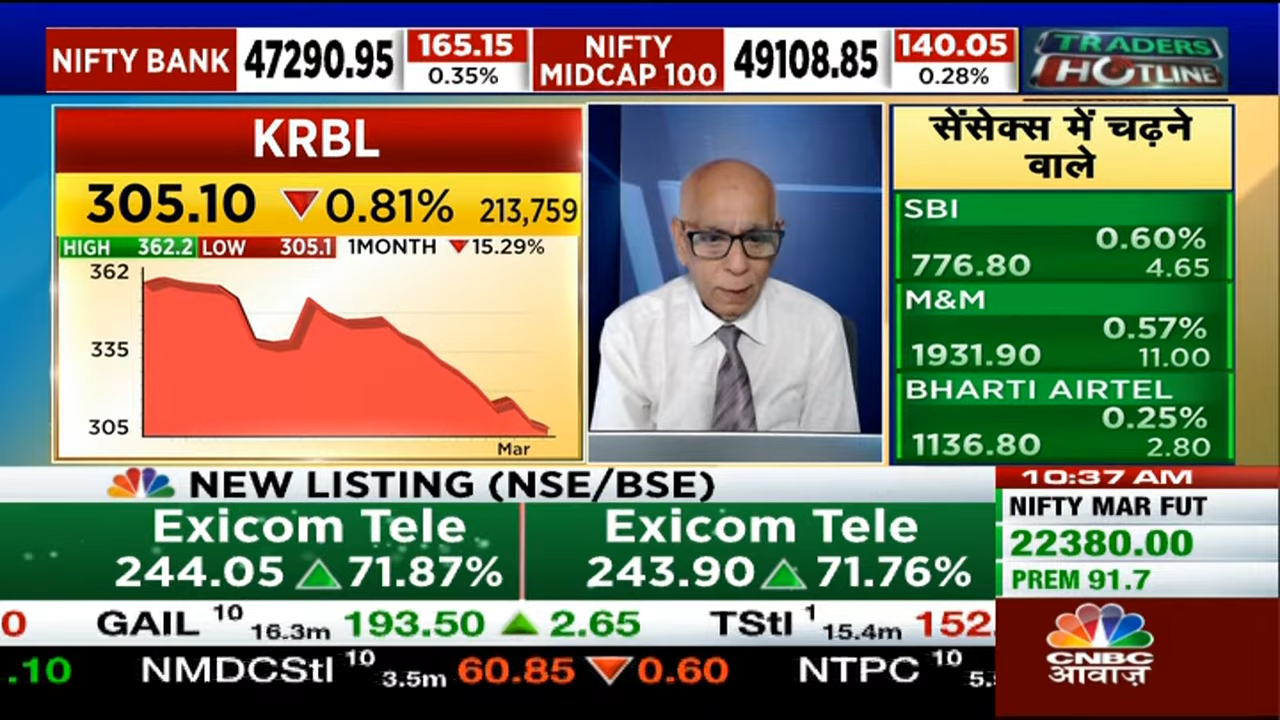 NIFTY BANK 47290.95 165.15 0.35%
NIFTY MIDCAP 100 49108.85 140.05 0.28%
TRADERS HOTLINE
KRBL
305.10 ▼ 0.81% 213,759
HIGH 362.2 LOW 305.1 1MONTH ▼ 15.29%
362
335
305
Mar
सेंसेक्स में चढ़ने
वाले
SBI
0.60%
776.80 4.65
M&M
0.57%
1931.90 11.00
BHARTI AIRTEL
0.25%
1136.80 2.80
NEW LISTING (NSE/BSE)
Exicom Tele
244.05 ▲ 71.87%
Exicom Tele
243.90 ▲ 71.76%
10:37 AM
NIFTY MAR FUT
22380.00
PREM 91.7
0 GAIL 10 16.3m 193.50 ▲ 2.65 TStl 1 15.4m 152.
.10 NMDCStl 10 3.5m 60.85 ▼ 0.60 NTPC 10
CNBC
आवाज़